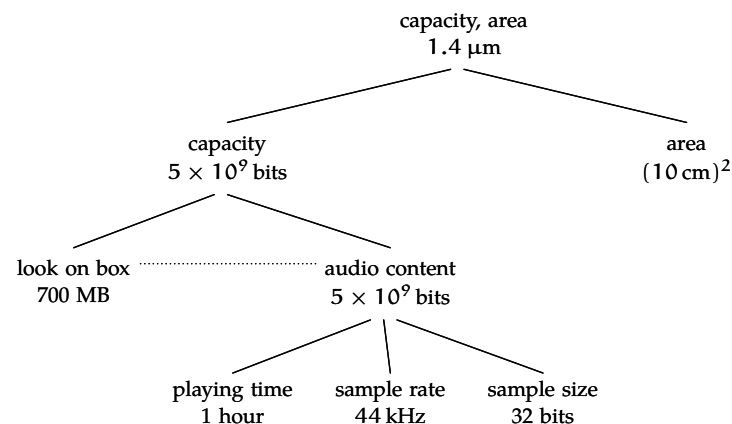 capacity, area
1.4 μm
capacity
5 × 10⁹ bits
area
(10 cm)²
look on box
700 MB
audio content
5 × 10⁹ bits
playing time
1 hour
sample rate
44 kHz
sample size
32 bits